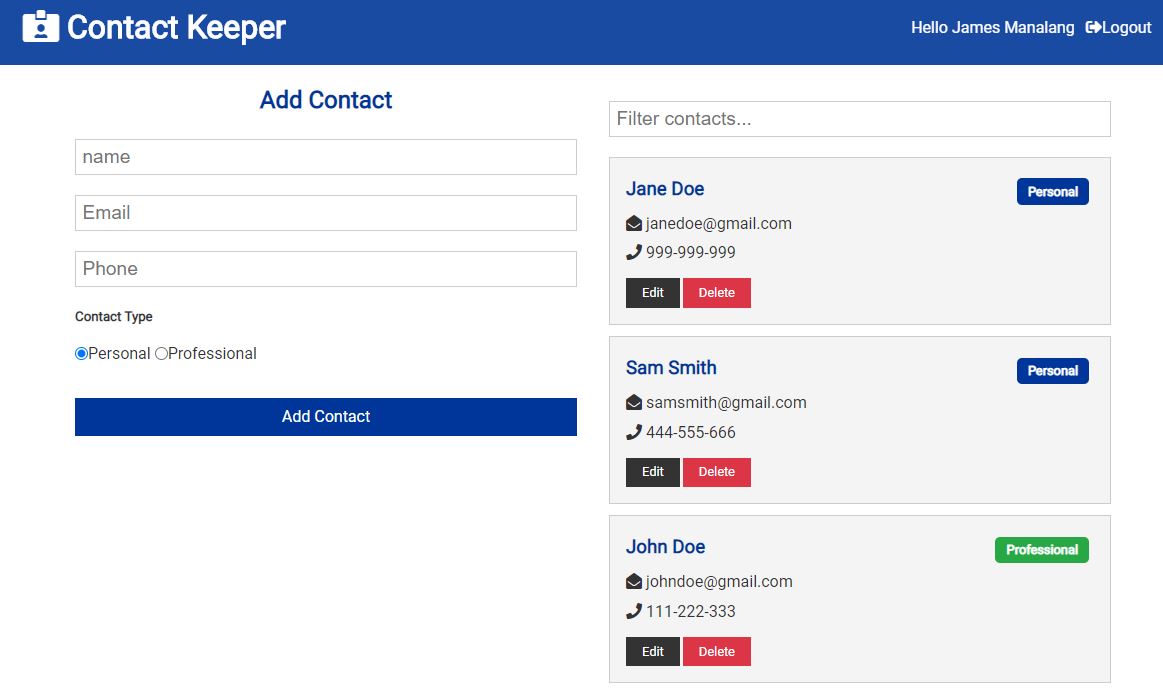 Contact Keeper
Hello James Manalang Logout
Add Contact
name
Email
Phone
Contact Type
Personal Professional
Add Contact
Filter contacts...
Jane Doe
Personal
janedoe@gmail.com
999-999-999
Edit Delete
Sam Smith
Personal
samsmith@gmail.com
444-555-666
Edit Delete
John Doe
Professional
johndoe@gmail.com
111-222-333
Edit Delete